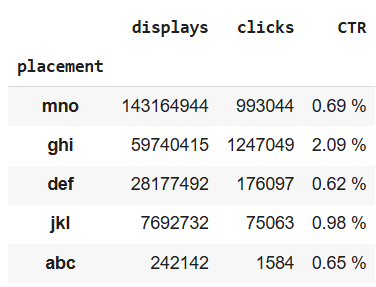 displays clicks CTR
placement
mno 143164944 993044 0.69 %
ghi 59740415 1247049 2.09 %
def 28177492 176097 0.62 %
jkl 7692732 75063 0.98 %
abc 242142 1584 0.65 %